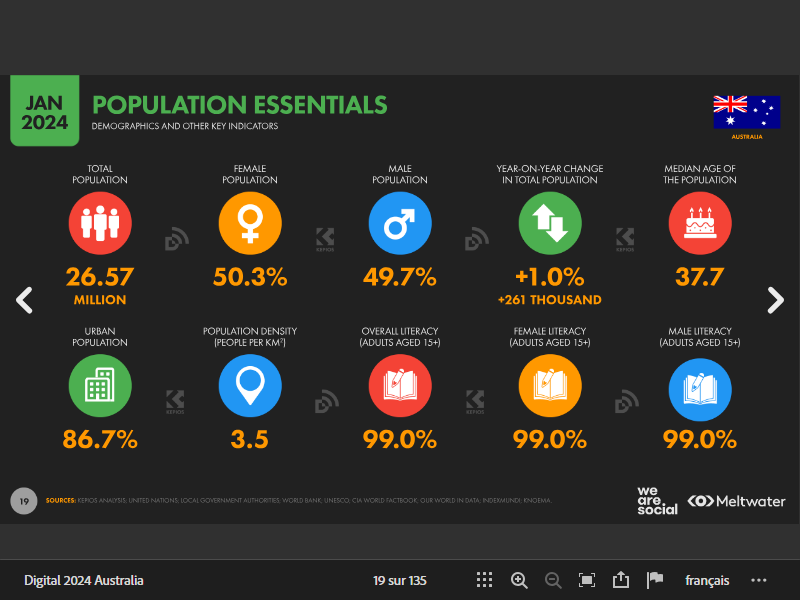 JAN
2024
POPULATION ESSENTIALS
DEMOGRAPHICS AND OTHER KEY INDICATORS
AUSTRALIA
TOTAL
POPULATION
26.57
MILLION
FEMALE
POPULATION
50.3%
MALE
POPULATION
49.7%
YEAR-ON-YEAR CHANGE
IN TOTAL POPULATION
+1.0%
+261 THOUSAND
MEDIAN AGE OF
THE POPULATION
37.7
URBAN
POPULATION
86.7%
POPULATION DENSITY
(PEOPLE PER KM²)
3.5
OVERALL LITERACY
(ADULTS AGED 15+)
99.0%
FEMALE LITERACY
(ADULTS AGED 15+)
99.0%
MALE LITERACY
(ADULTS AGED 15+)
99.0%
KEPIOS
KEPIOS
KEPIOS
KEPIOS
19
SOURCES: KEPIOS ANALYSIS; UNITED NATIONS; LOCAL GOVERNMENT AUTHORITIES; WORLD BANK; UNESCO; CIA WORLD FACTBOOK; OUR WORLD IN DATA; INDEXMUNDI; KNOEMA.
we
are.
social
Meltwater
Digital 2024 Australia
19 sur 135
français